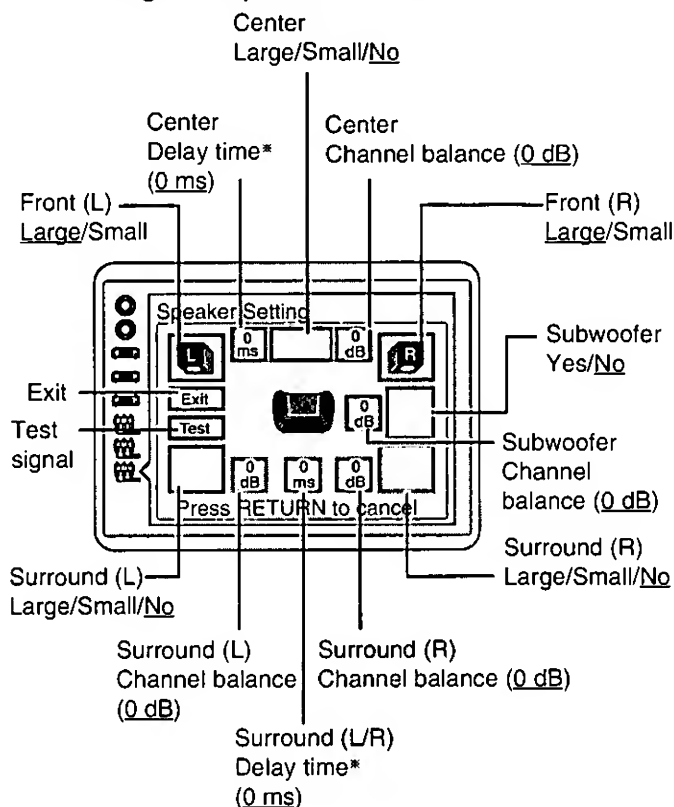 Center
Large/Small/No
Center
Delay time*
(0 ms)
Center
Channel balance (0 dB)
Front (L)
Large/Small
Front (R)
Large/Small
Speaker Setting
L
0
ms
0
dB
R
Subwoofer
Yes/No
Exit
Exit
Test
signal
Test
0
dB
Subwoofer
Channel
balance (0 dB)
0
dB
0
ms
0
dB
Press RETURN to cancel
Surround (L)
Large/Small/No
Surround (R)
Large/Small/No
Surround (L)
Channel balance
(0 dB)
Surround (R)
Channel balance (0 dB)
Surround (L/R)
Delay time*
(0 ms)